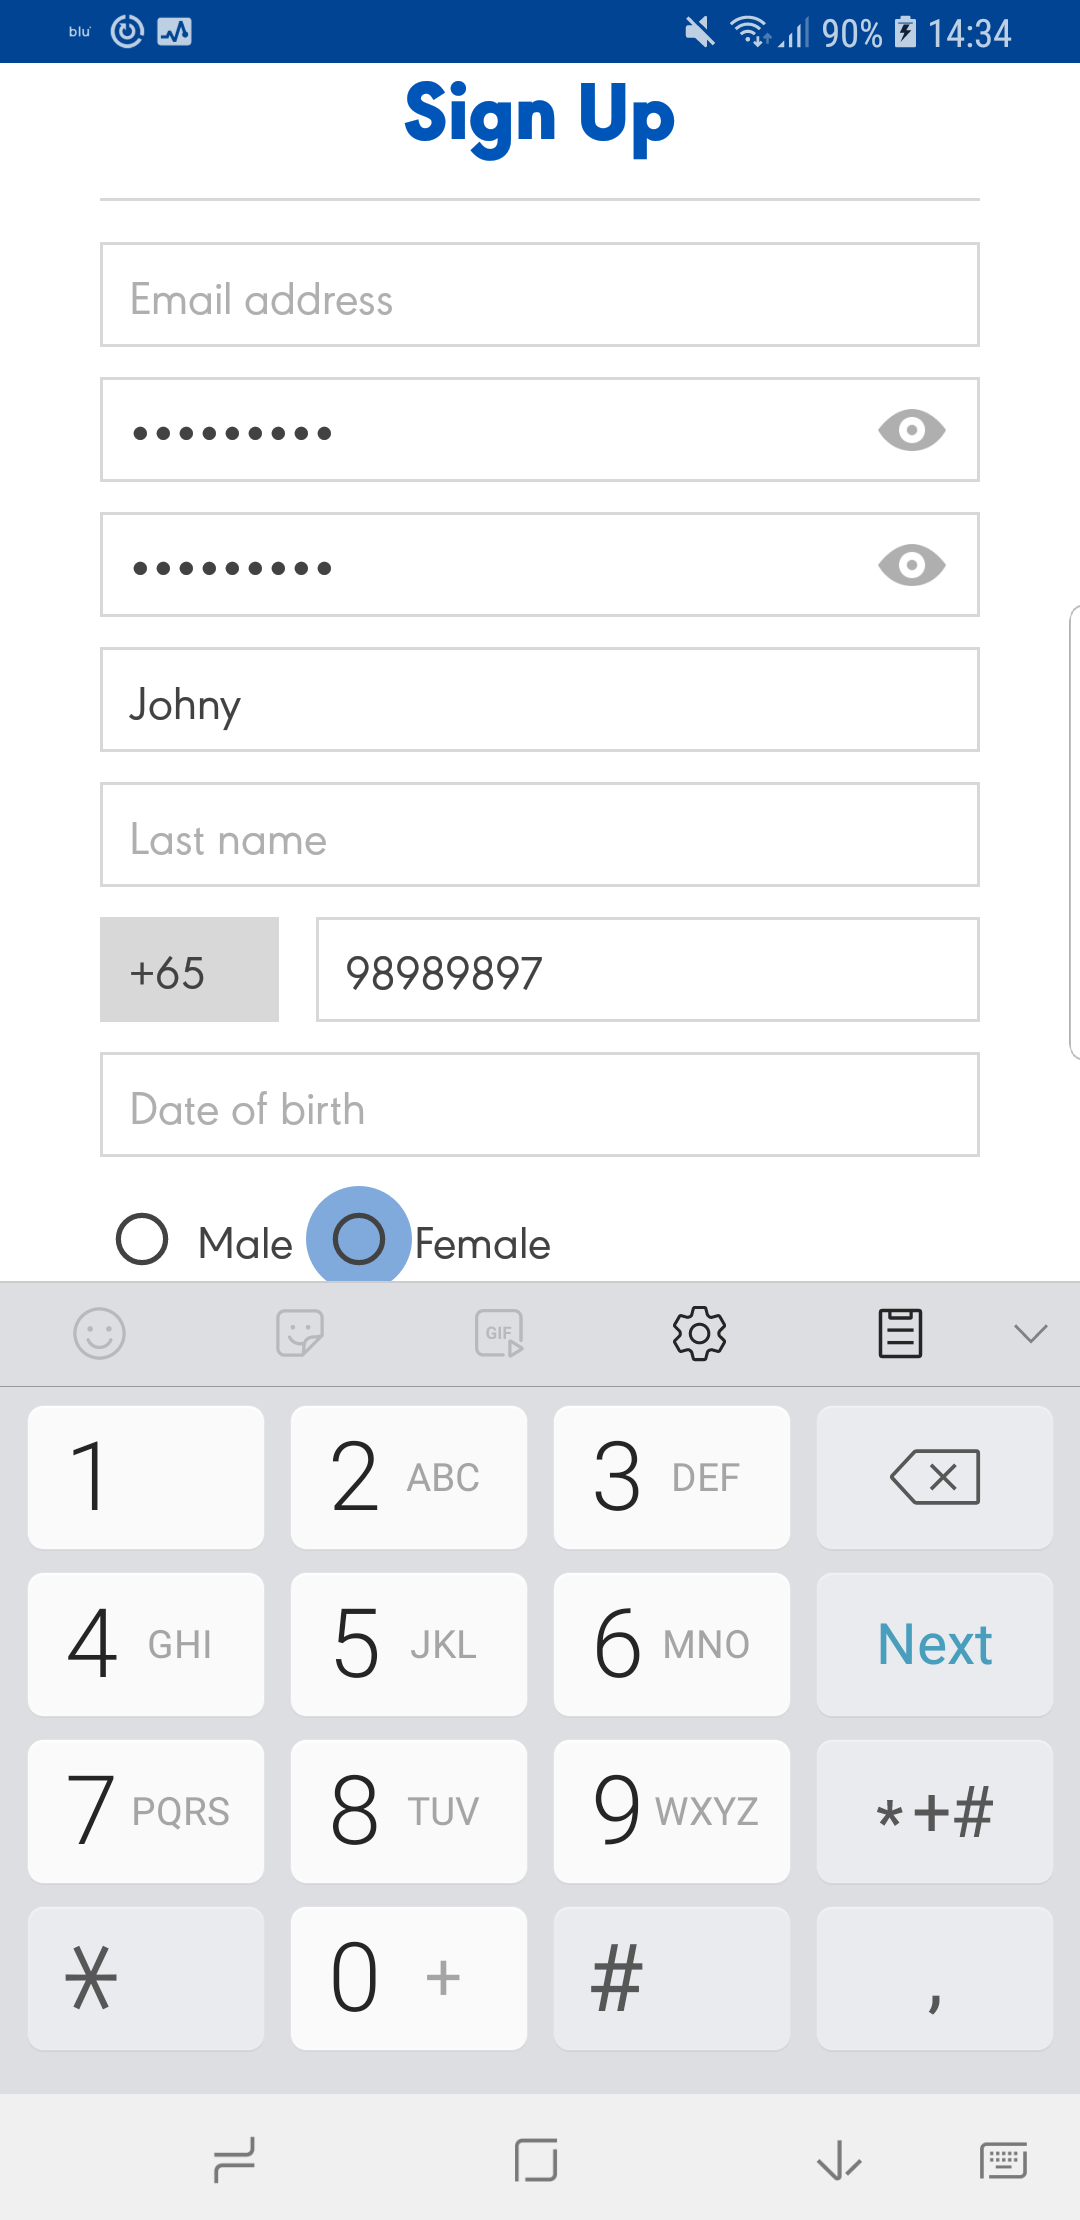 blu 90% 14:34
Sign Up
Email address
•••••••••
•••••••••
Johny
Last name
+65 98989897
Date of birth
Male Female
GIF
1 2 ABC 3 DEF
4 GHI 5 JKL 6 MNO Next
7 PQRS 8 TUV 9 WXYZ *+#
* 0 + # ,